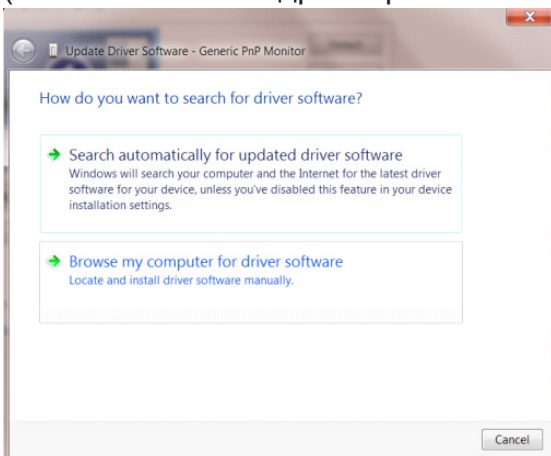 Update Driver Software - Generic PnP Monitor
How do you want to search for driver software?
Search automatically for updated driver software
Windows will search your computer and the Internet for the latest driver
software for your device, unless you've disabled this feature in your device
installation settings.
Browse my computer for driver software
Locate and install driver software manually.
Cancel